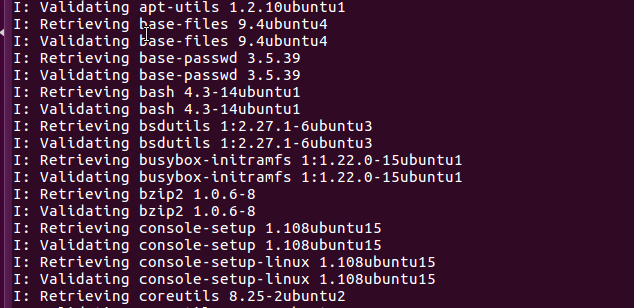 I: Validating apt-utils 1.2.10ubuntu1
I: Retrieving base-files 9.4ubuntu4
I: Validating base-files 9.4ubuntu4
I: Retrieving base-passwd 3.5.39
I: Validating base-passwd 3.5.39
I: Retrieving bash 4.3-14ubuntu1
I: Validating bash 4.3-14ubuntu1
I: Retrieving bsdutils 1:2.27.1-6ubuntu3
I: Validating bsdutils 1:2.27.1-6ubuntu3
I: Retrieving busybox-initramfs 1:1.22.0-15ubuntu1
I: Validating busybox-initramfs 1:1.22.0-15ubuntu1
I: Retrieving bzip2 1.0.6-8
I: Validating bzip2 1.0.6-8
I: Retrieving console-setup 1.108ubuntu15
I: Validating console-setup 1.108ubuntu15
I: Retrieving console-setup-linux 1.108ubuntu15
I: Validating console-setup-linux 1.108ubuntu15
I: Retrieving coreutils 8.25-2ubuntu2